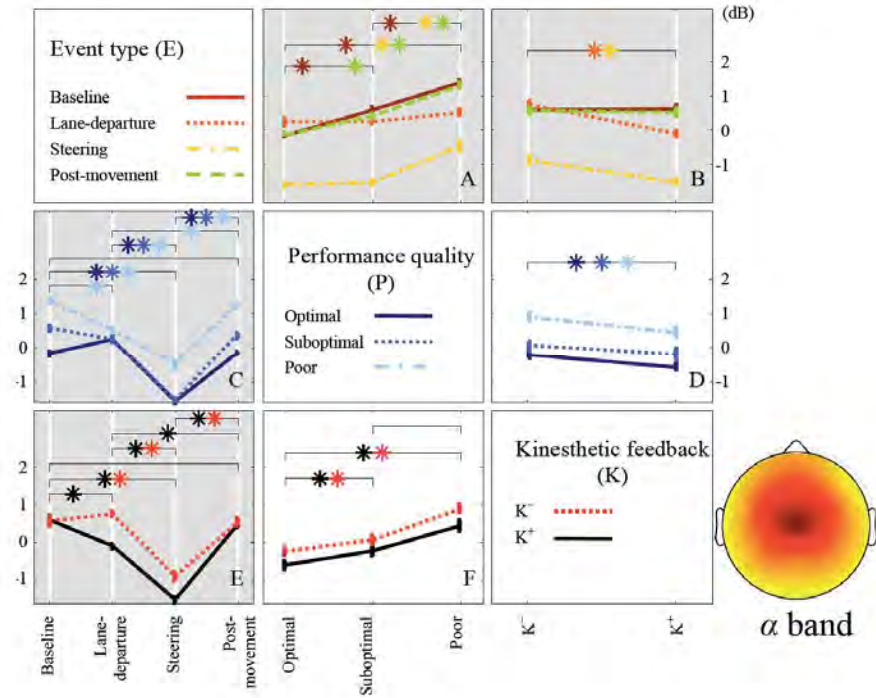 (dB)
Event type (E)
Baseline
Lane-departure
Steering
Post-movement
A
B
2
1
0
-1
2
1
0
-1
C
Performance quality
(P)
Optimal
Suboptimal
Poor
D
2
1
0
-1
2
1
0
-1
E
F
Kinesthetic feedback
(K)
K-
K+
α band
Baseline
Lane-
departure
Steering
Post-
movement
Optimal
Suboptimal
Poor
K-
K+